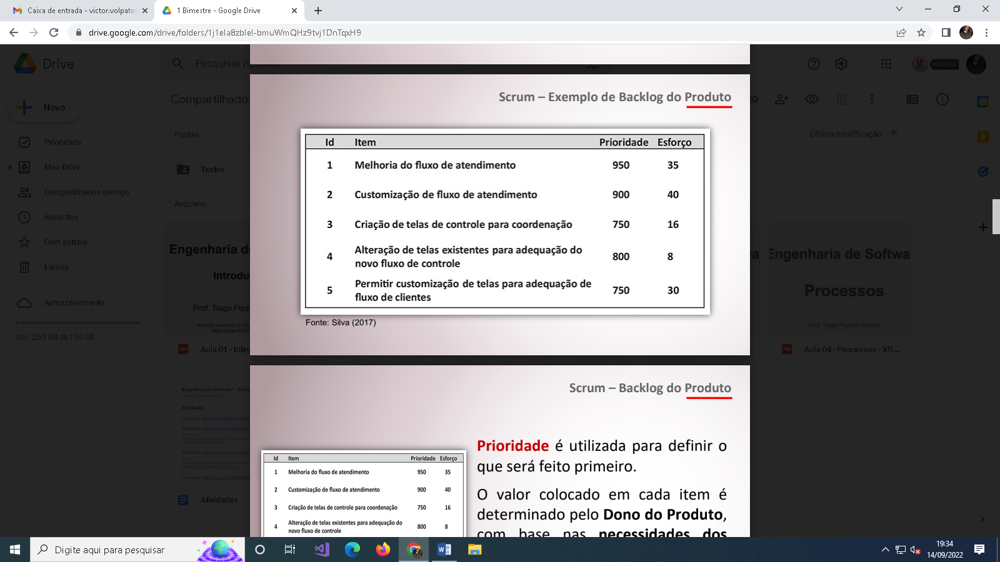 Caixa de entrada - victor.volpato
1 Bimestre - Google Drive
drive.google.com/drive/folders/1j1ela8zblel-bmuWmQHz9tvj1DnTqxH9
Drive
Pesquisar no Drive
WEBMAIL
Novo
Compartilhados
Prioridade
Meu Drive
Compartilhados comigo
Recentes
Com estrela
Lixeira
Armazenamento
Uso: 2,63 GB de 150 GB
Pastas
Última modificação
Textos
Arquivos
Engenharia de
Introdu
Prof. Tiago Pipe
Aula 01 - Intro
Engenharia de Softwa
Processos
Prof. Tiago Piperno Bonetti
Aula 04 - Processos - XP....
Engenharia de Software I - Ativid
Atividades
Atividades
Scrum – Exemplo de Backlog do Produto
Id Item Prioridade Esforço
1 Melhoria do fluxo de atendimento 950 35
2 Customização de fluxo de atendimento 900 40
3 Criação de telas de controle para coordenação 750 16
4 Alteração de telas existentes para adequação do
novo fluxo de controle 800 8
5 Permitir customização de telas para adequação de
fluxo de clientes 750 30
Fonte: Silva (2017)
Scrum – Backlog do Produto
Id Item Prioridade Esforço
1 Melhoria do fluxo de atendimento 950 35
2 Customização de fluxo de atendimento 900 40
3 Criação de telas de controle para coordenação 750 16
4 Alteração de telas existentes para adequação do
novo fluxo de controle 800 8
Prioridade é utilizada para definir o
que será feito primeiro.
O valor colocado em cada item é
determinado pelo Dono do Produto,
com base nas necessidades dos
Digite aqui para pesquisar
19:34
14/09/2022